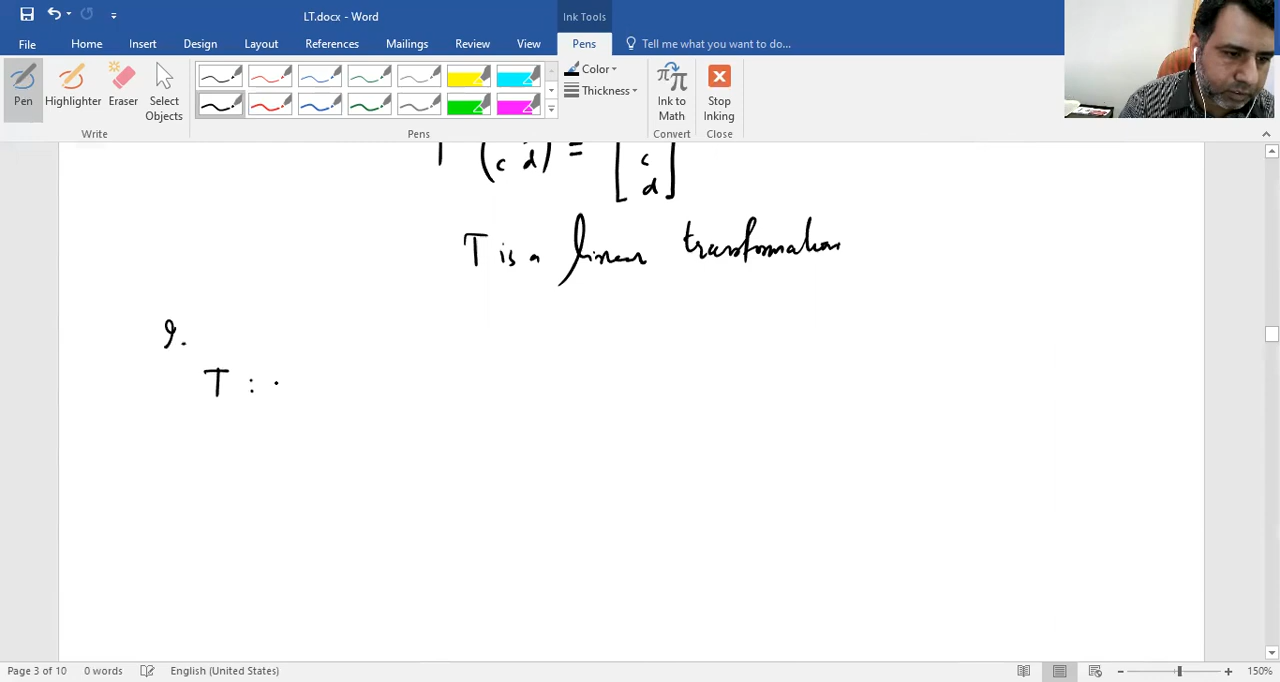 LT.docx - Word
Ink Tools
File Home Insert Design Layout References Mailings Review View Pens Tell me what you want to do...
Pen Highlighter Eraser Select Objects
Color
Thickness
Ink to Math
Stop Inking
Write Pens Convert Close
T (c d) = [c
d]
T is a linear transformation
9.
T : .
Page 3 of 10 0 words English (United States) 150%